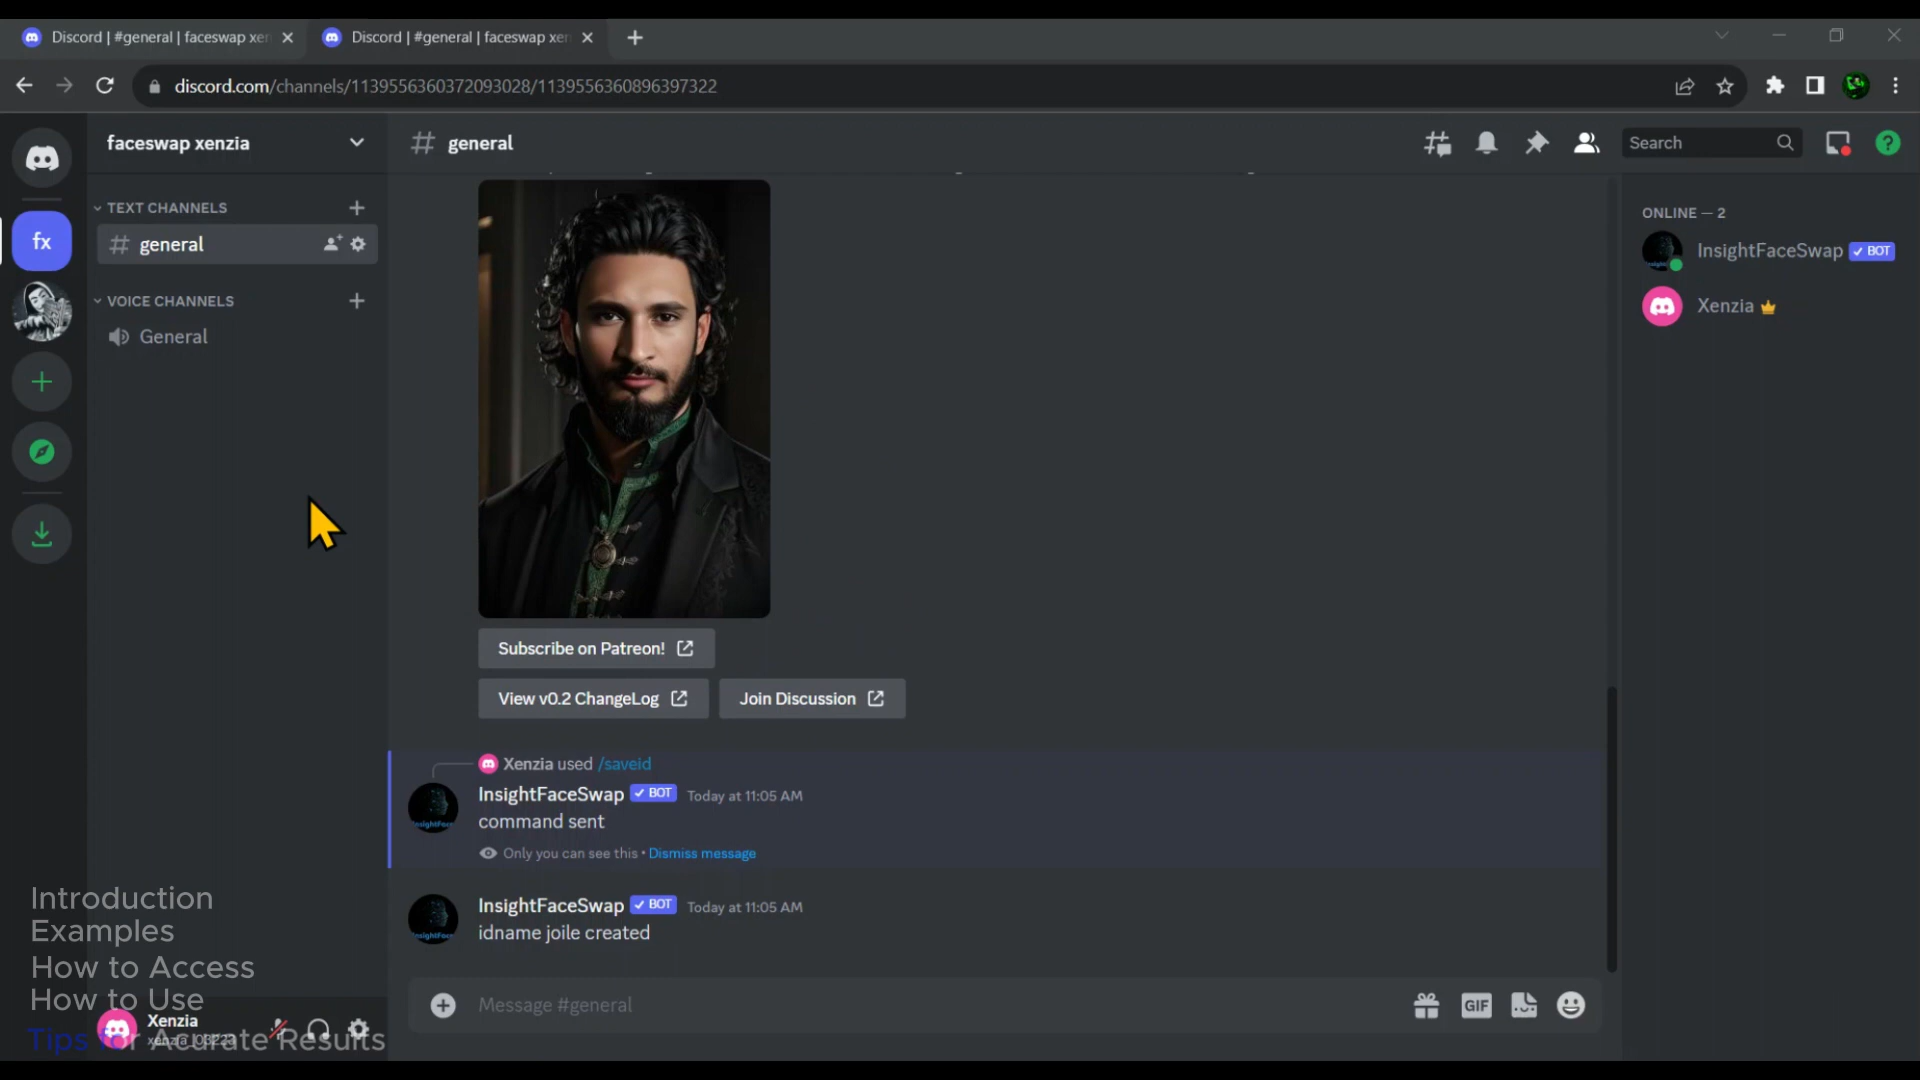 Discord | #general | faceswap xen
Discord | #general | faceswap xen
discord.com/channels/1139556360372093028/1139556360896397322
faceswap xenzia
general
Search
TEXT CHANNELS
general
VOICE CHANNELS
General
fx
ONLINE — 2
InsightFaceSwap BOT
Xenzia
Subscribe on Patreon!
View v0.2 ChangeLog
Join Discussion
Xenzia used /saveid
InsightFaceSwap BOT Today at 11:05 AM
command sent
Only you can see this • Dismiss message
InsightFaceSwap BOT Today at 11:05 AM
idname joile created
Message #general
GIF
Introduction
Examples
How to Access
How to Use
Xenzia
Tips for Acurate Results